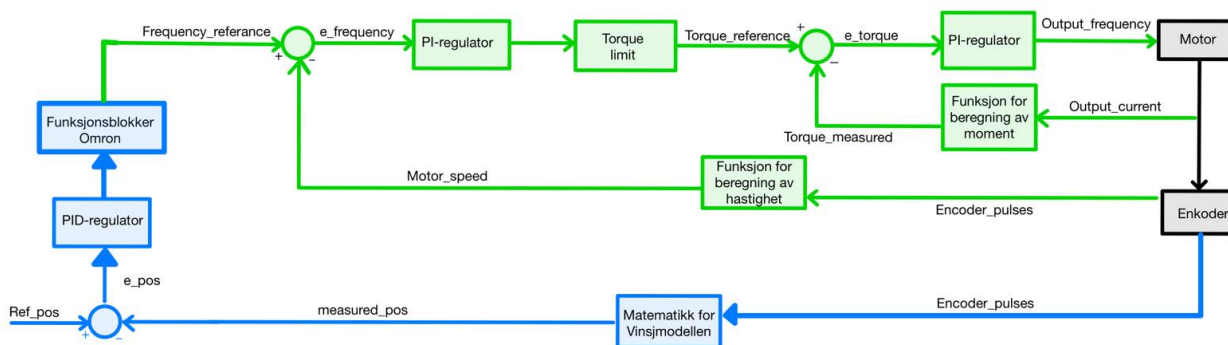 Frequency_referance
e_frequency
PI-regulator
Torque
limit
Torque_reference
+
e_torque
PI-regulator
Output_frequency
Motor
+
−
−
Funksjonsblokker
Omron
Funksjon for
beregning av
moment
Output_current
Torque_measured
Motor_speed
Funksjon for
beregning av
hastighet
Encoder_pulses
Enkoder
PID-regulator
e_pos
Ref_pos
+
−
measured_pos
Matematikk for
Vinsjmodellen
Encoder_pulses